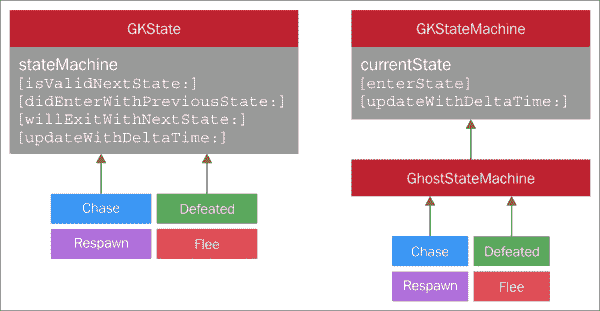 GKState
stateMachine
[isValidNextState:]
[didEnterWithPreviousState:]
[willExitWithNextState:]
[updateWithDeltaTime:}
Chase
Defeated
Respawn
Flee
GKStateMachine
currentState
[enterState]
[updateWithDeltaTime:]
GhostStateMachine
Chase
Defeated
Respawn
Flee